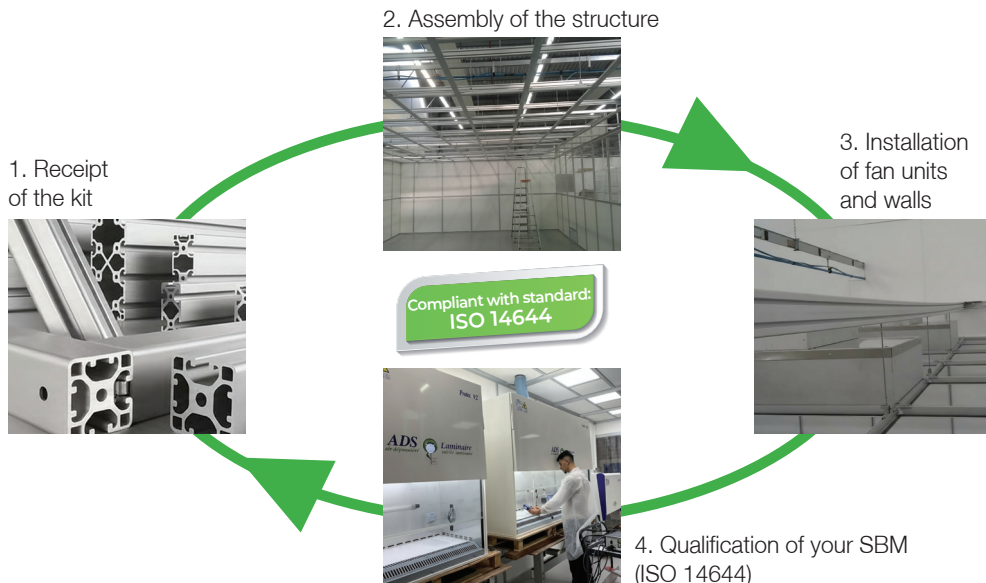 2. Assembly of the structure
1. Receipt
of the kit
3. Installation
of fan units
and walls
Compliant with standard:
ISO 14644
ADS
Laminaire
ADS
4. Qualification of your SBM
(ISO 14644)